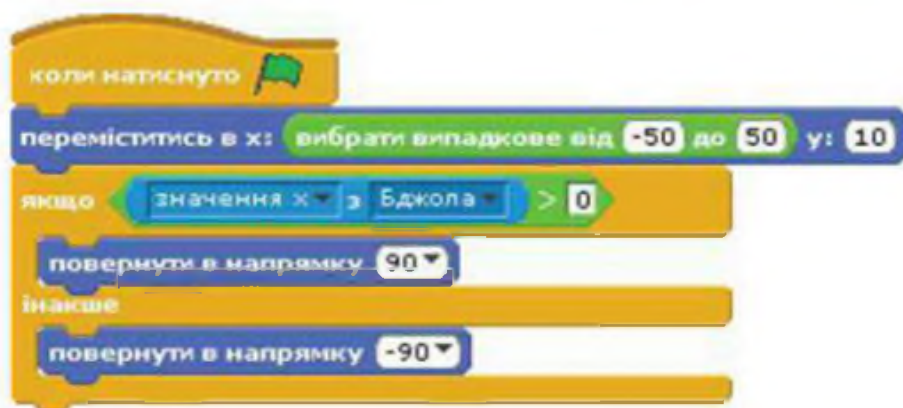 коли натиснуто
переміститись в x: вибрати випадкове від -50 до 50 y: 10
якщо значення x з Бджола > 0
повернути в напрямку 90
інакше
повернути в напрямку -90